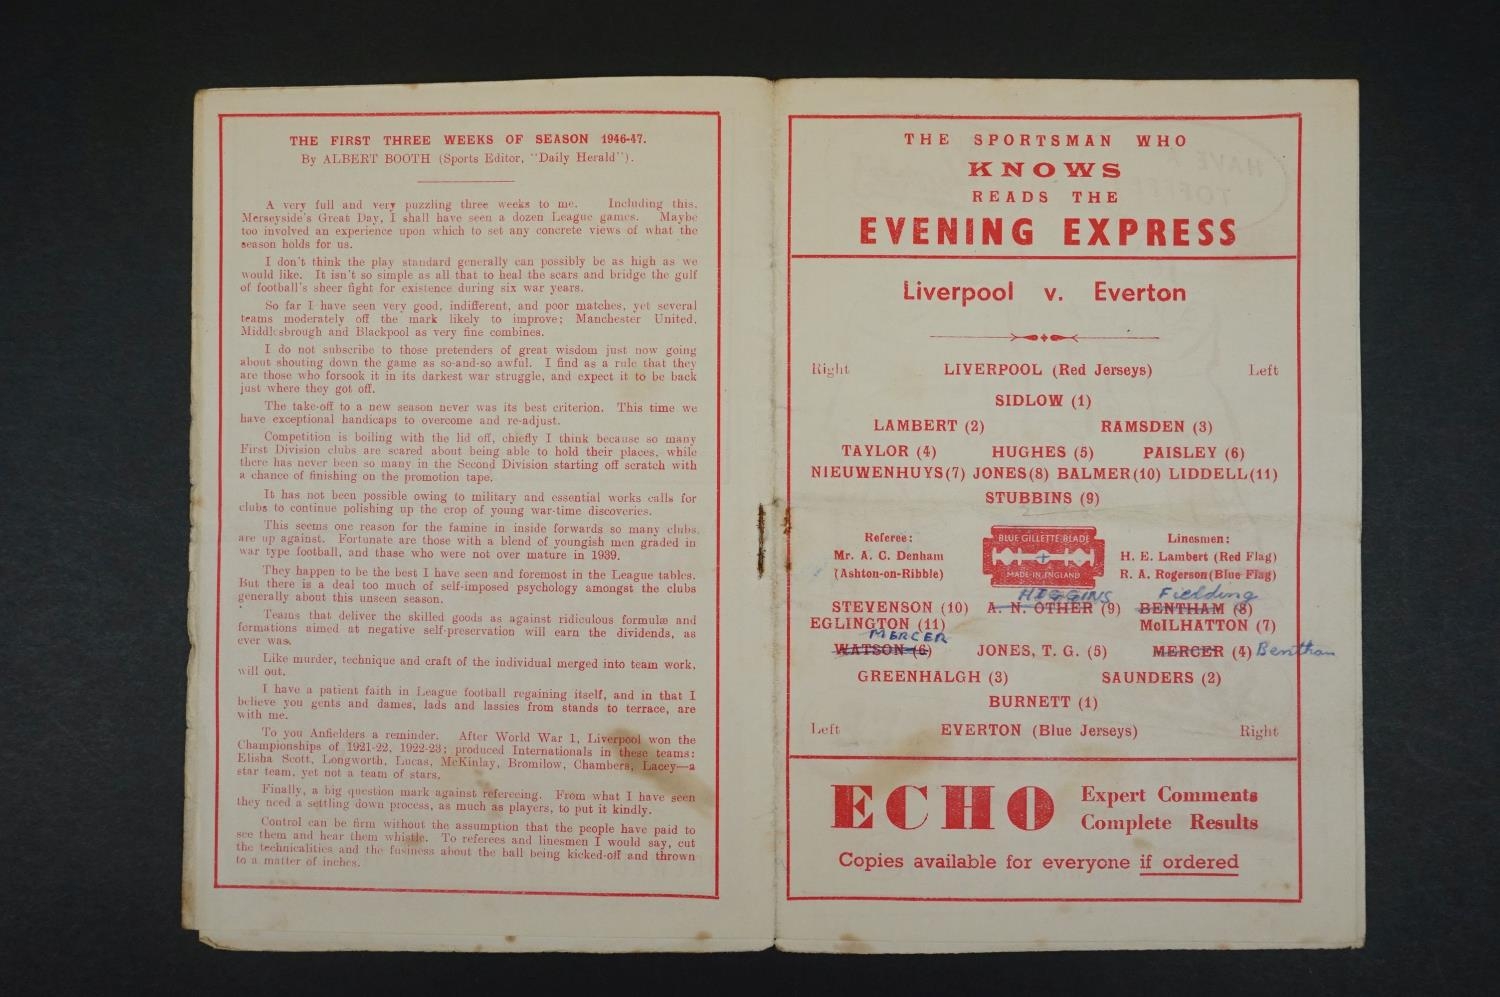 THE FIRST THREE WEEKS OF SEASON 1946-47.
By ALBERT BOOTH (Sports Editor, "Daily Herald").
A very full and very puzzling three weeks to me. Including this,
Merseyside's Great Day, I shall have seen a dozen League games. Maybe
too involved an experience upon which to set any concrete views of what the
season holds for us.
I don't think the play standard generally can possibly be as high as we
would like. It isn't so simple as all that to heal the scars and bridge the gulf
of football's sheer fight for existence during six war years.
So far I have seen very good, indifferent, and poor matches, yet several
teams moderately off the mark likely to improve; Manchester United,
Middlesbrough and Blackpool as very fine combines.
I do not subscribe to those pretenders of great wisdom just now going
about shouting down the game as so-and-so awful. I find as a rule that they
are those who forsook it in its darkest war struggle, and expect it to be back
just where they got off.
The take-off to a new season never was its best criterion. This time we
have exceptional handicaps to overcome and re-adjust.
Competition is boiling with the lid off, chiefly I think because so many
First Division clubs are scared about being able to hold their places, while
there has never been so many in the Second Division starting off scratch with
a chance of finishing on the promotion tape.
It has not been possible owing to military and essential works calls for
clubs to continue polishing up the crop of young war-time discoveries.
This seems one reason for the famine in inside forwards so many clubs,
are up against. Fortunate are those with a blend of youngish men graded in
war type football, and thase who were not over mature in 1939.
They happen to be the best I have seen and foremost in the League tables.
But there is a deal too much of self-imposed psychology amongst the clubs
generally about this unseen season.
Teams that deliver the skilled goods as against ridiculous formulæ and
formations aimed at negative self-preservation will earn the dividends, as
ever was.
Like murder, technique and craft of the individual merged into team work,
will out.
I have a patient faith in League football regaining itself, and in that I
believe you gents and dames, lads and lassies from stands to terrace, are
with me.
To you Anfielders a reminder. After World War 1, Liverpool won the
Championships of 1921-22, 1922-23; produced Internationals in these teams:
Elisha Scott, Longworth, Lucas, McKinlay, Bromilow, Chambers, Lacey—a
star team, yet not a team of stars.
Finally, a big question mark against refereeing. From what I have seen
they need a settling down process, as much as players, to put it kindly.
Control can be firm without the assumption that the people have paid to
see them and hear them whistle. To referees and linesmen I would say, cut
the technicalities and the fussiness about the ball being kicked-off and thrown
to a matter of inches.
THE SPORTSMAN WHO
KNOWS
READS THE
EVENING EXPRESS
Liverpool v. Everton
Right LIVERPOOL (Red Jerseys) Left
SIDLOW (1)
LAMBERT (2) RAMSDEN (3)
TAYLOR (4) HUGHES (5) PAISLEY (6)
NIEUWENHUYS (7) JONES (8) BALMER (10) LIDDELL (11)
STUBBINS (9)
Referee:
Mr. A. C. Denham
(Ashton-on-Ribble)
BLUE GILLETTE BLADE
MADE IN ENGLAND
Linesmen:
H. E. Lambert (Red Flag)
R. A. Rogerson (Blue Flag)
HIGGINS Fielding
STEVENSON (10) A. N. OTHER (9) BENTHAM (8)
EGLINGTON (11) McILHATTON (7)
MERCER
WATSON (6) JONES, T. G. (5) MERCER (4) Bentham
GREENHALGH (3) SAUNDERS (2)
BURNETT (1)
Left EVERTON (Blue Jerseys) Right
ECHO
Expert Comments
Complete Results
Copies available for everyone if ordered